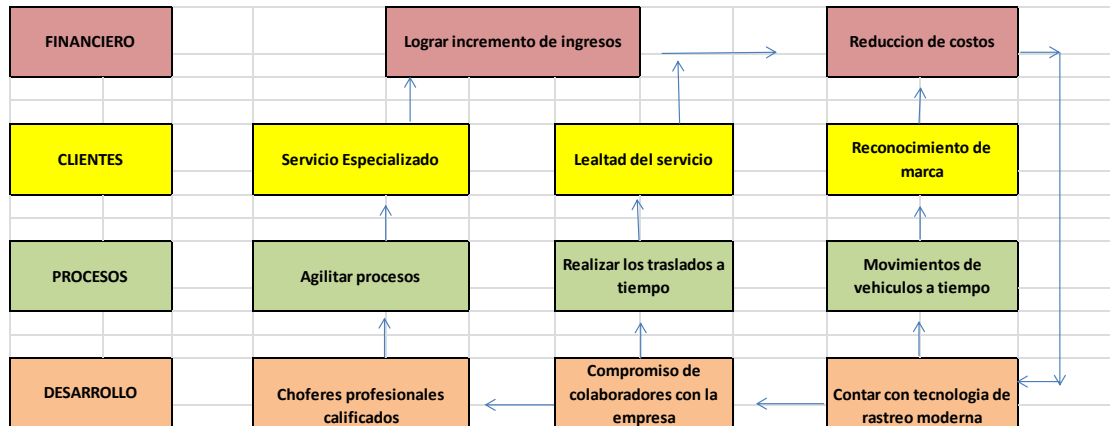 FINANCIERO
Lograr incremento de ingresos
Reduccion de costos
CLIENTES
Servicio Especializado
Lealtad del servicio
Reconocimiento de
marca
PROCESOS
Agilitar procesos
Realizar los traslados a
tiempo
Movimientos de
vehiculos a tiempo
DESARROLLO
Choferes profesionales
calificados
Compromiso de
colaboradores con la
empresa
Contar con tecnologia de
rastreo moderna